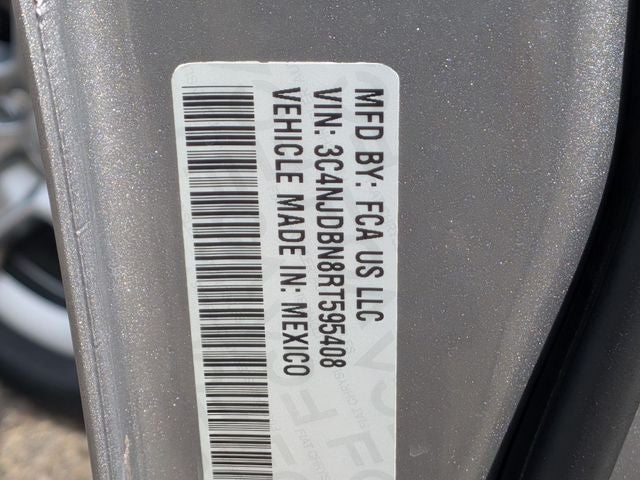 MFD BY: FCA US LLC
VIN: 3C4NJDBN8RT595408
VEHICLE MADE IN: MEXICO